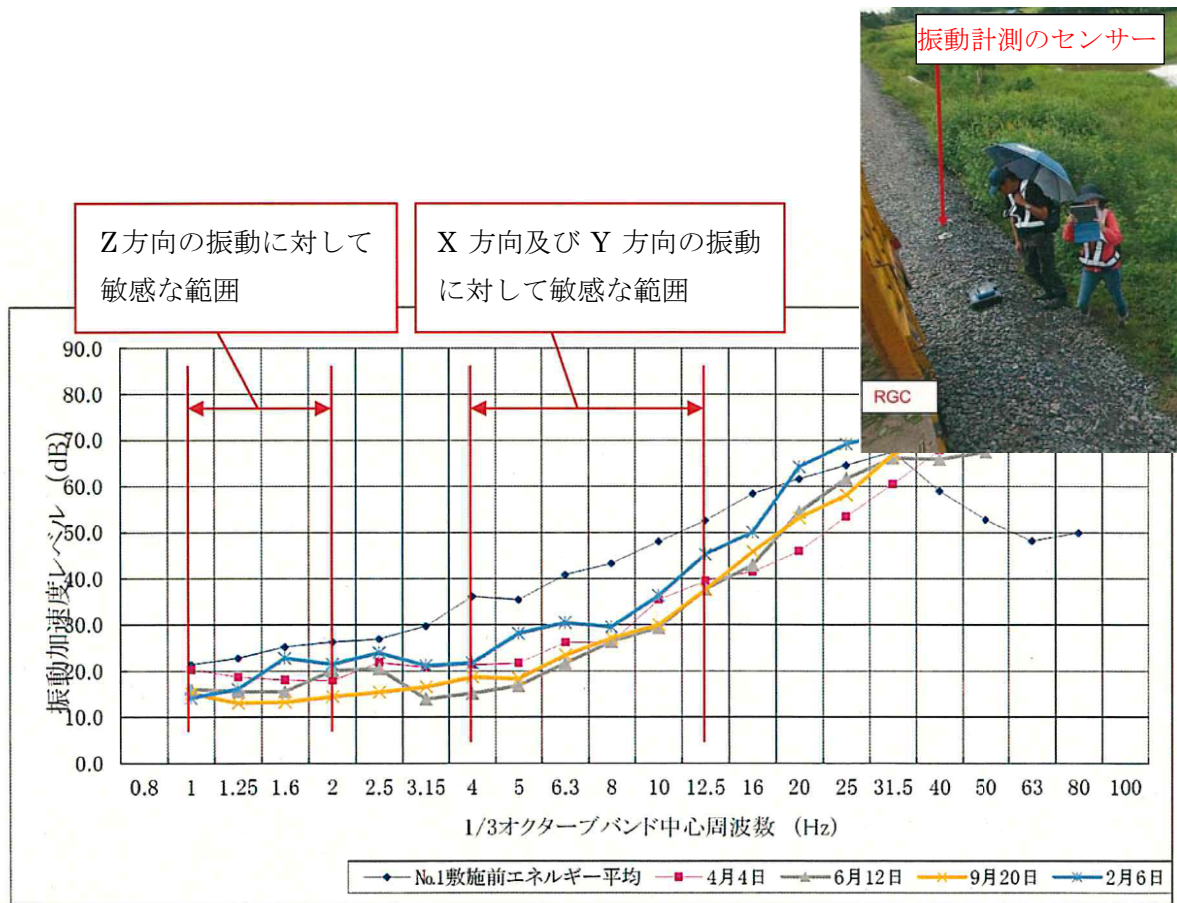 振動計測のセンサー
Z方向の振動に対して
敏感な範囲
X 方向及び Y 方向の振動
に対して敏感な範囲
RGC
振動加速度レベル (dB)
90.0
80.0
70.0
60.0
50.0
40.0
30.0
20.0
10.0
0.0
0.8 1 1.25 1.6 2 2.5 3.15 4 5 6.3 8 10 12.5 16 20 25 31.5 40 50 63 80 100
1/3オクターブバンド中心周波数 (Hz)
No.1敷施前エネルギー平均 4月4日 6月12日 9月20日 2月6日